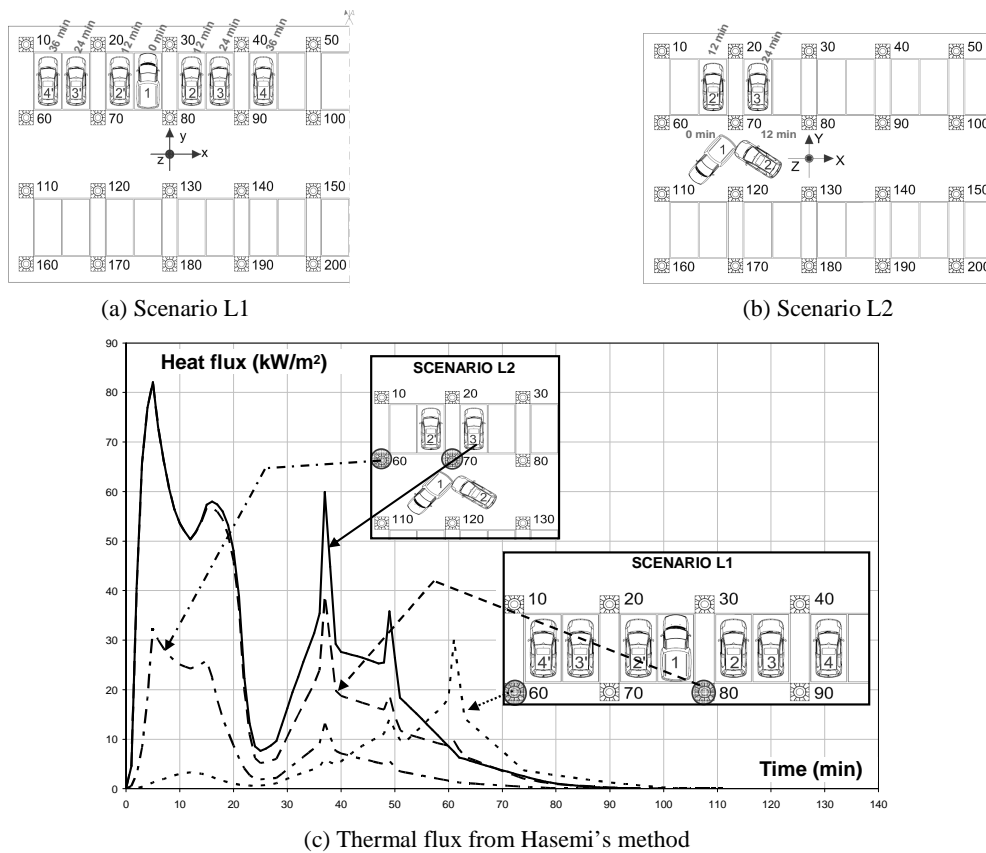 10 20 30 40 50
36 min 24 min 12 min 0 min 12 min 24 min 36 min
4' 3' 2' 1 2 3 4
60 70 80 90 100
y
z x
110 120 130 140 150
160 170 180 190 200
(a) Scenario L1
12 min 24 min
10 20 30 40 50
2' 3
60 70 80 90 100
0 min 12 min
1 2
Y
Z X
110 120 130 140 150
160 170 180 190 200
(b) Scenario L2
Heat flux (kW/m²)
90
80
70
60
50
40
30
20
10
0
0 10 20 30 40 50 60 70 80 90 100 110 120 130 140
Time (min)
SCENARIO L2
10 20 30
2' 3
60 70 80
1 2
110 120 130
SCENARIO L1
10 20 30 40
4' 3' 2' 1 2 3 4
60 70 80 90
(c) Thermal flux from Hasemi's method